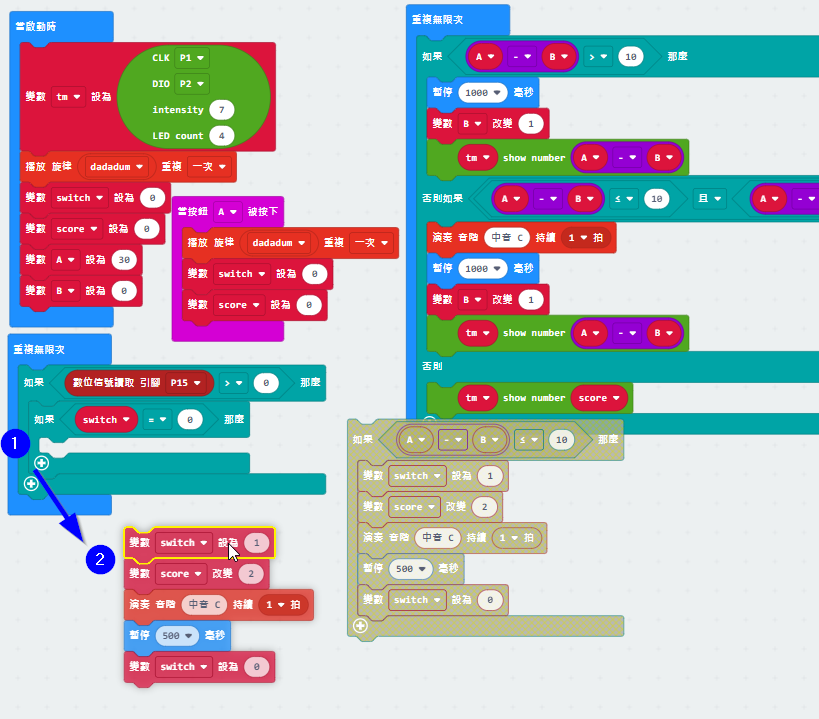 當啟動時
變數 tm 設為
CLK P1
DIO P2
intensity 7
LED count 4
播放 旋律 dadadum 重複 一次
變數 switch 設為 0
變數 score 設為 0
變數 A 設為 30
變數 B 設為 0
當按鈕 A 被按下
播放 旋律 dadadum 重複 一次
變數 switch 設為 0
變數 score 設為 0
重複無限次
如果 數位信號讀取 引腳 P15 > 0 那麼
如果 switch = 0 那麼
1
2
變數 switch 設為 1
變數 score 改變 2
演奏 音階 中音 C 持續 1 拍
暫停 500 毫秒
變數 switch 設為 0
重複無限次
如果 A - B > 10 那麼
暫停 1000 毫秒
變數 B 改變 1
tm show number A - B
否則如果 A - B ≤ 10 且 A -
演奏 音階 中音 C 持續 1 拍
暫停 1000 毫秒
變數 B 改變 1
tm show number A - B
否則
tm show number score
如果 A - B ≤ 10 那麼
變數 switch 設為 1
變數 score 改變 2
演奏 音階 中音 C 持續 1 拍
暫停 500 毫秒
變數 switch 設為 0